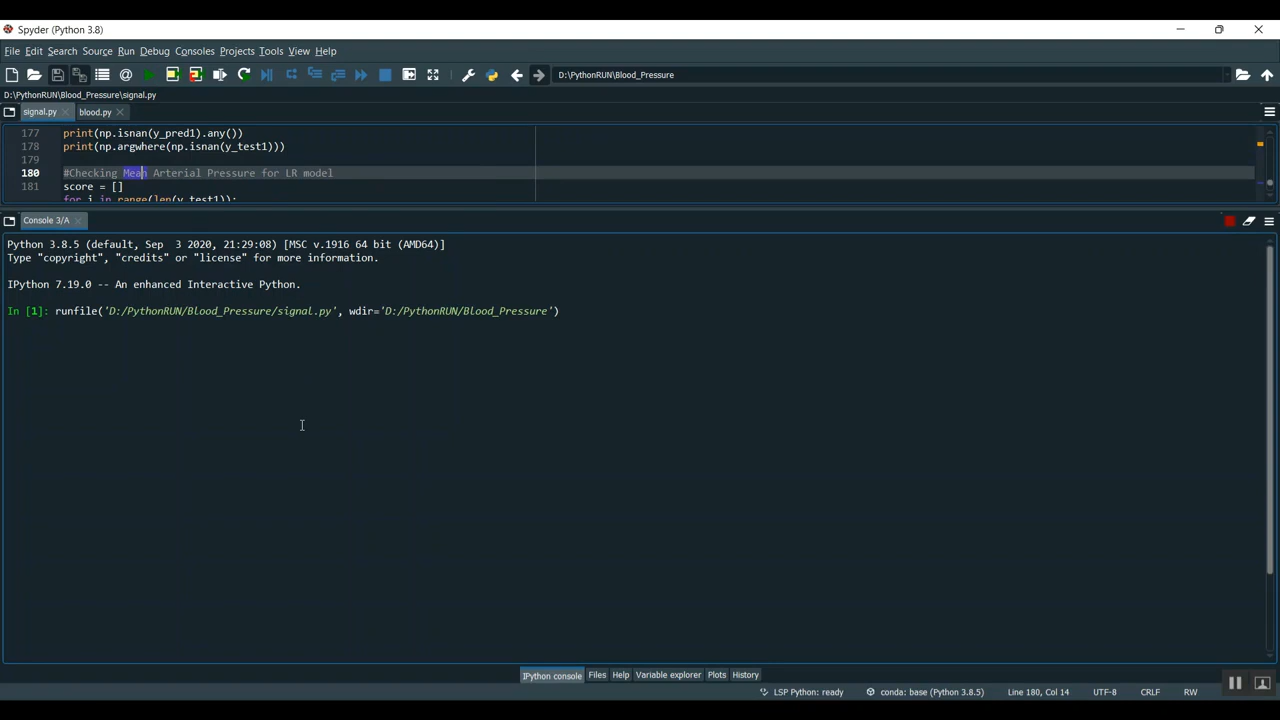 Spyder (Python 3.8)
File Edit Search Source Run Debug Consoles Projects Tools View Help
D:\PythonRUN\Blood_Pressure
D:\PythonRUN\Blood_Pressure\signal.py
signal.py blood.py
177 print(np.isnan(y_pred1).any())
178 print(np.argwhere(np.isnan(y_test1)))
179
180 #Checking Mean Arterial Pressure for LR model
181 score = []
for i in range(len(y_test1)):
Console 3/A
Python 3.8.5 (default, Sep 3 2020, 21:29:08) [MSC v.1916 64 bit (AMD64)]
Type "copyright", "credits" or "license" for more information.
IPython 7.19.0 -- An enhanced Interactive Python.
In [1]: runfile('D:/PythonRUN/Blood_Pressure/signal.py', wdir='D:/PythonRUN/Blood_Pressure')
IPython console Files Help Variable explorer Plots History
LSP Python: ready conda: base (Python 3.8.5) Line 180, Col 14 UTF-8 CRLF RW